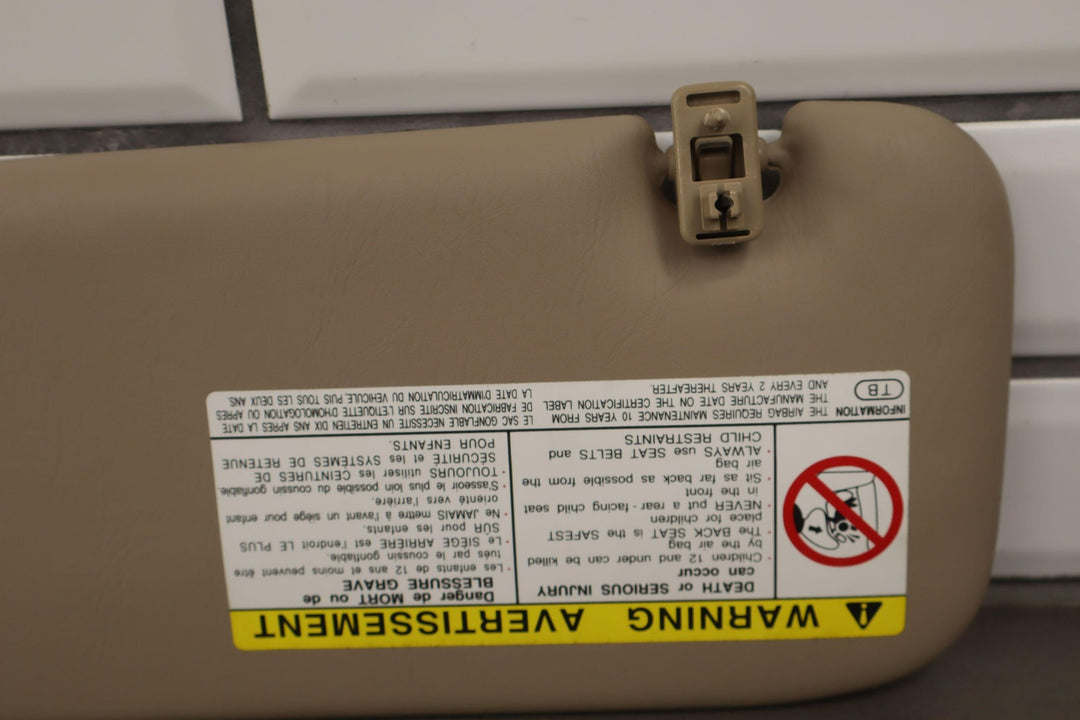 WARNING AVERTISSEMENT
DEATH or SERIOUS INJURY
can occur
· Children 12 and under can be killed
by the air bag
· The BACK SEAT is the SAFEST
place for children
· NEVER put a rear- facing child seat
in the front
· Sit as far back as possible from the
air bag
· ALWAYS use SEAT BELTS and
CHILD RESTRAINTS
Danger de MORT ou de
BLESSURE GRAVE
· Les enfants de 12 ans et moins peuvent être
tués par le coussin gonflable.
· Le SIÈGE ARRIÈRE est l'endroit LE PLUS
SÛR pour les enfants.
· Ne JAMAIS mettre à l'avant un siège pour enfant
orienté vers l'arrière.
· S'asseoir le plus loin possible du coussin gonflable.
· TOUJOURS utiliser les CEINTURES DE
SÉCURITÉ et les SYSTÈMES DE RETENUE
POUR ENFANTS.
INFORMATION
TB
THE AIRBAG REQUIRES MAINTENANCE 10 YEARS FROM
THE MANUFACTURE DATE ON THE CERTIFICATION LABEL
AND EVERY 2 YEARS THEREAFTER.
LE SAC GONFLABLE NÉCESSITE UN ENTRETIEN DIX ANS APRÈS LA DATE
DE FABRICATION INSCRITE SUR L'ETIQUETTE D'HOMOLOGATION OU APRÈS
LA DATE D'IMMATRICULATION DU VÉHICULE PUIS TOUS LES DEUX ANS